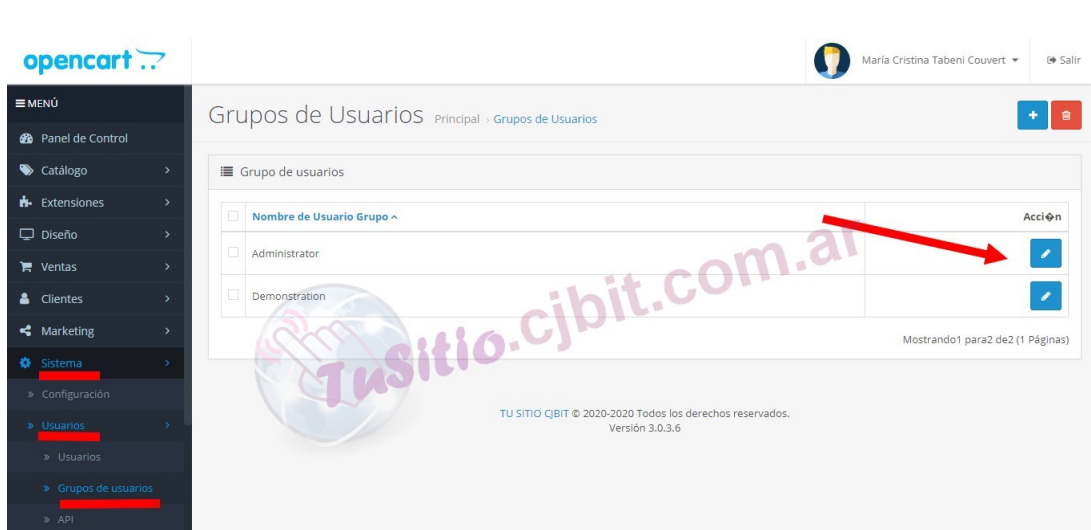 opencart
María Cristina Tabeni Couvert
Salir
MENÚ
Grupos de Usuarios Principal › Grupos de Usuarios
Panel de Control
Catálogo
Extensiones
Diseño
Ventas
Clientes
Marketing
Sistema
Configuración
Usuarios
Usuarios
Grupos de usuarios
API
Grupo de usuarios
Nombre de Usuario Grupo
Acci�n
Administrator
Demonstration
Mostrando1 para2 de2 (1 Páginas)
TuSitio.cjbit.com.ar
TU SITIO CJBIT © 2020-2020 Todos los derechos reservados.
Versión 3.0.3.6